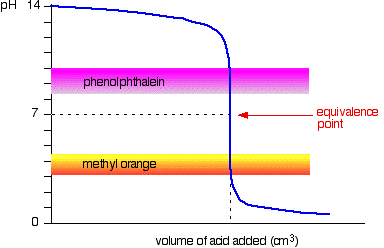 pH 14
phenolphthalein
7
equivalence
point
methyl orange
0
volume of acid added (cm3)